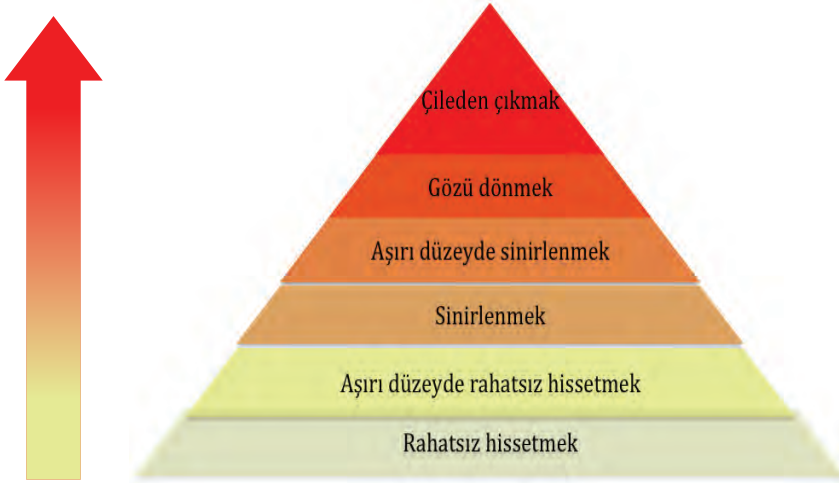 Çileden çıkmak
Gözü dönmek
Aşırı düzeyde sinirlenmek
Sinirlenmek
Aşırı düzeyde rahatsız hissetmek
Rahatsız hissetmek